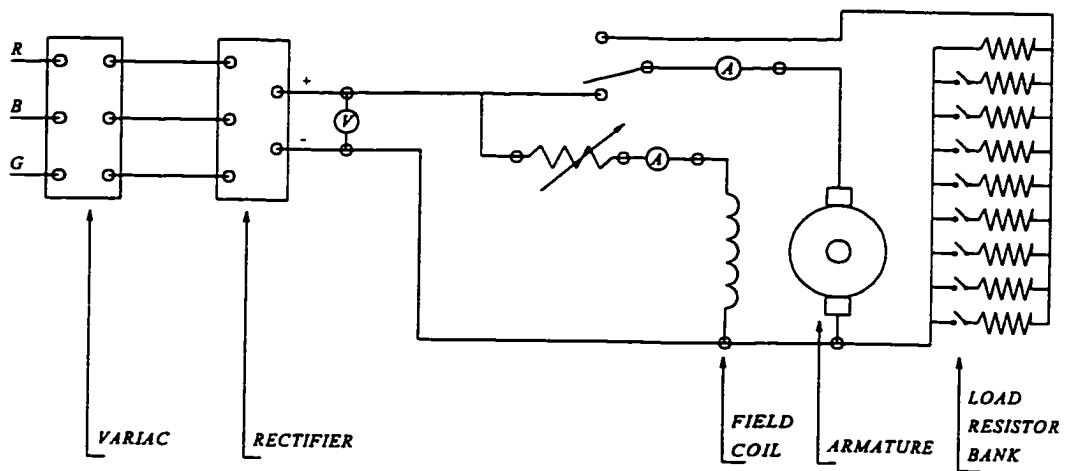 R
B
G
+
-
V
A
A
VARIAC
RECTIFIER
FIELD
COIL
ARMATURE
LOAD
RESISTOR
BANK